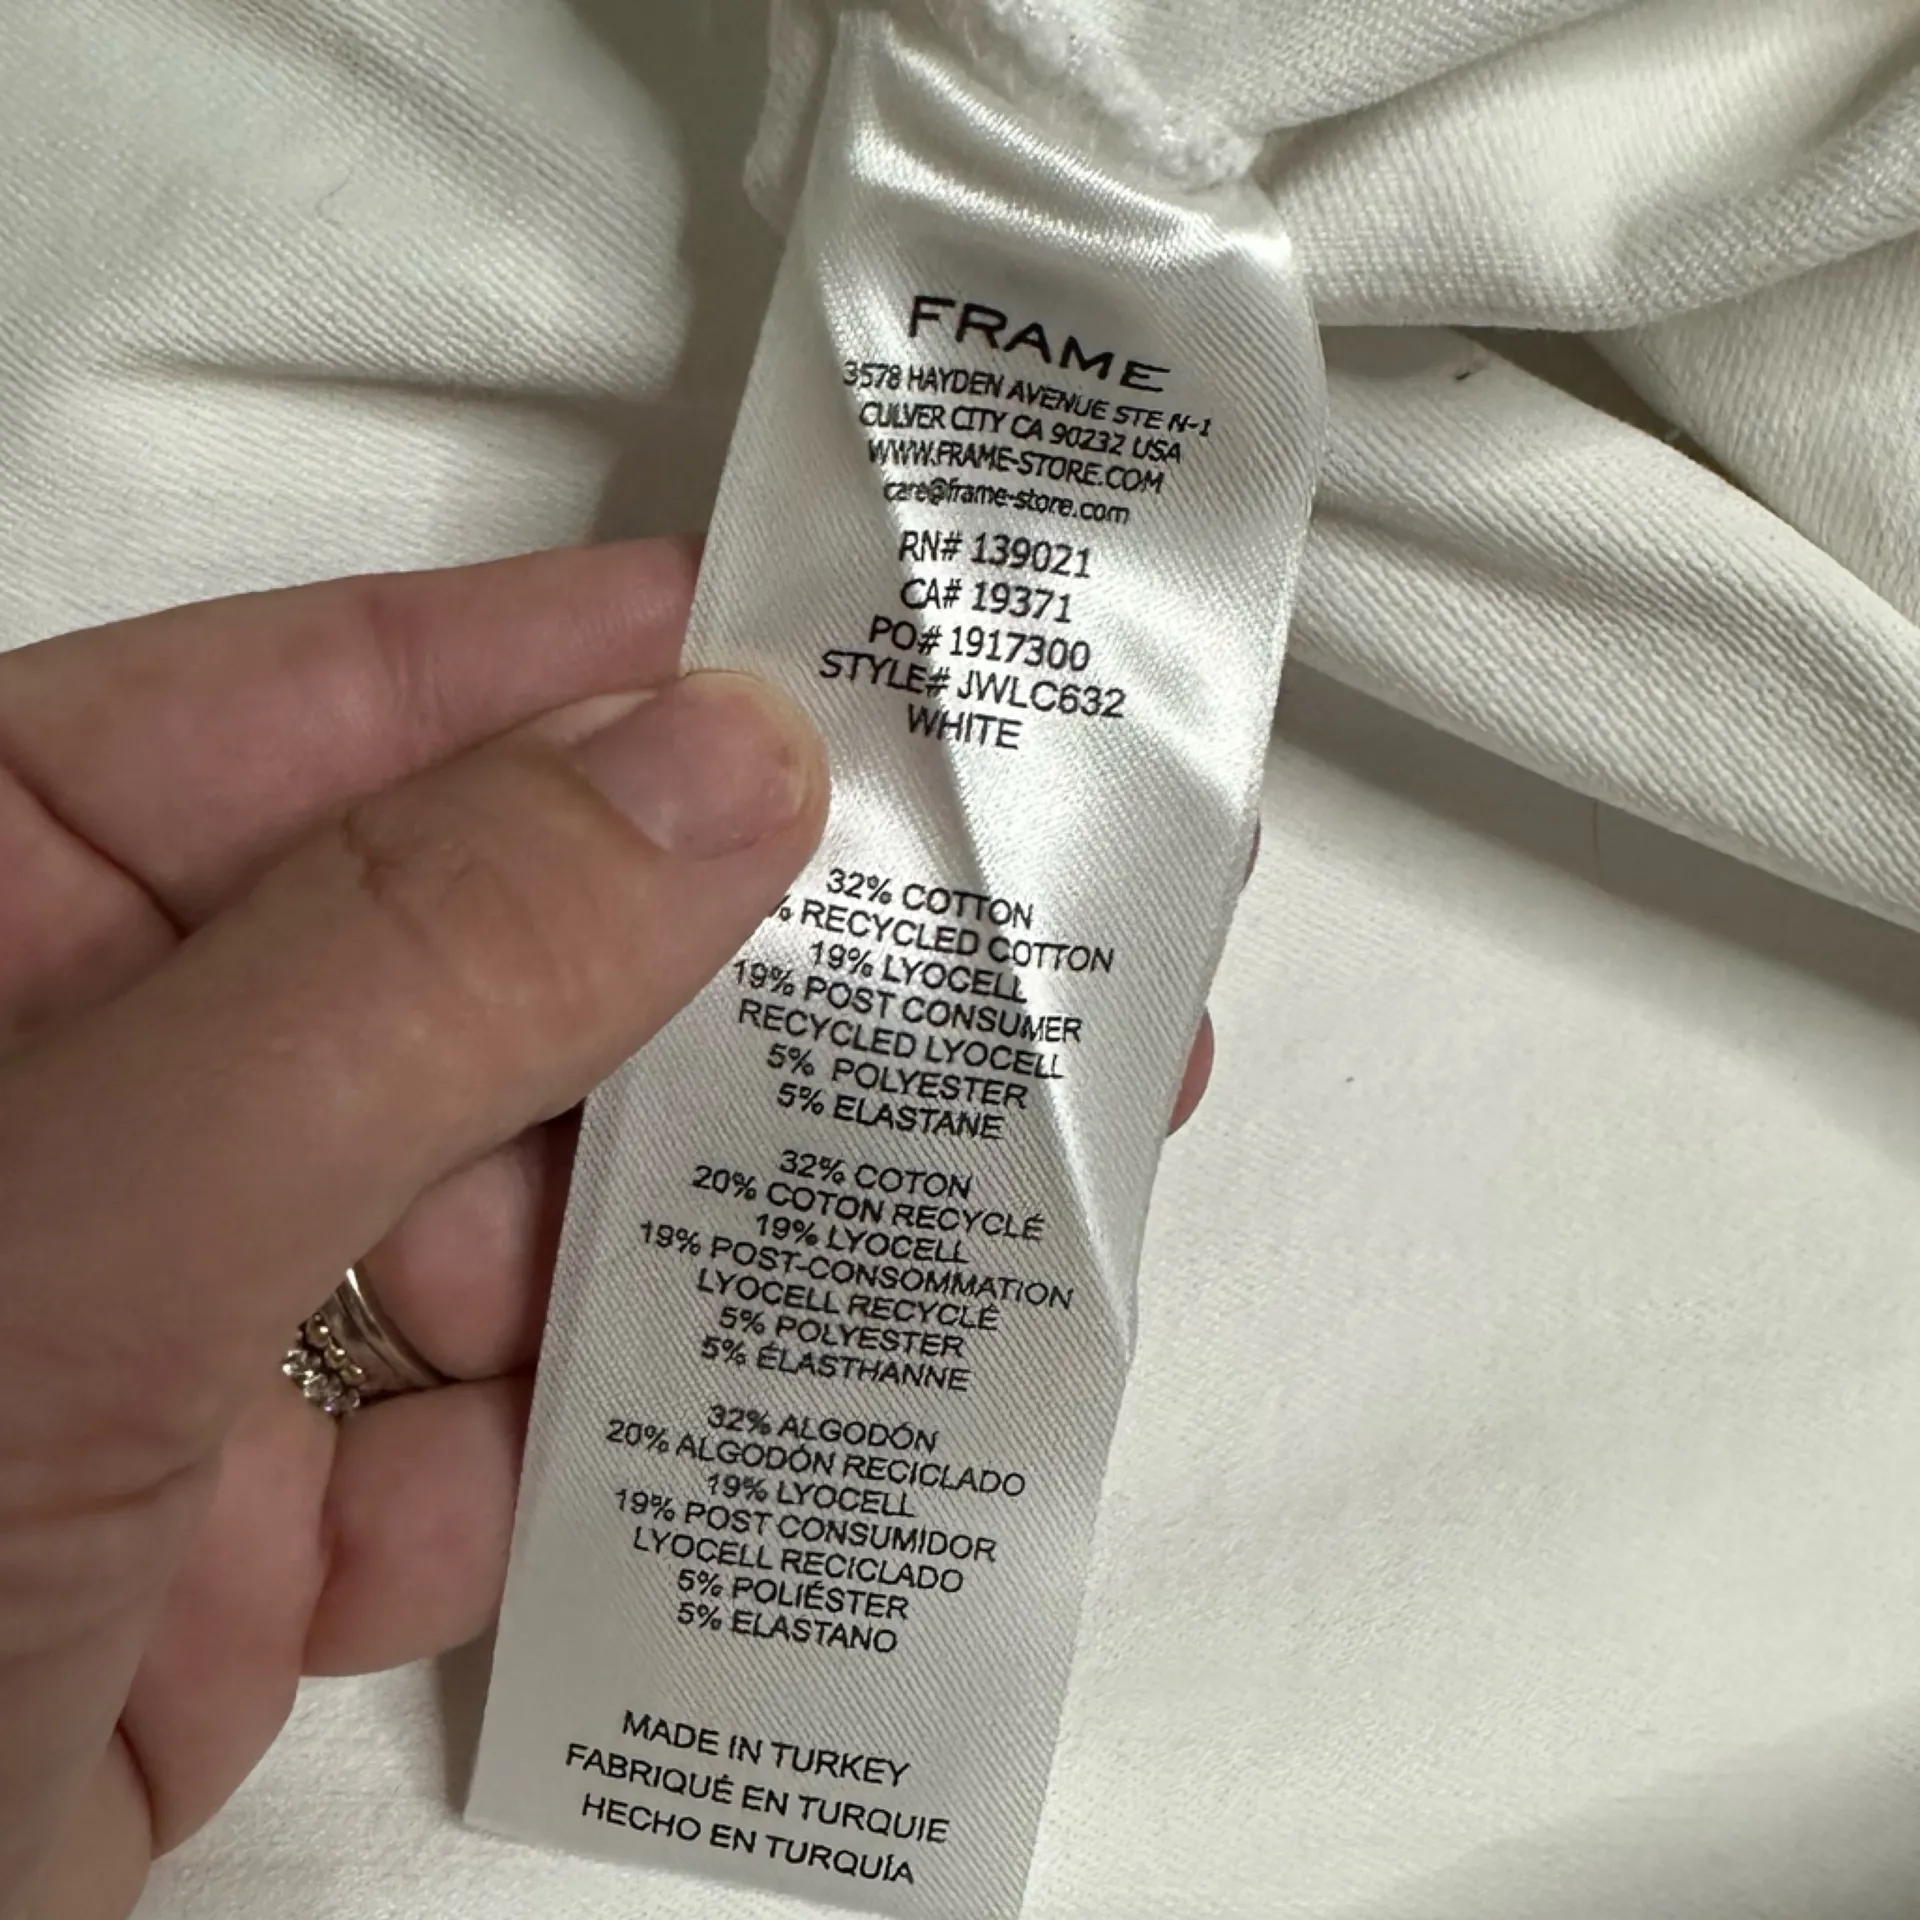 FRAME
3578 HAYDEN AVENUE STE N-1
CULVER CITY CA 90232 USA
WWW.FRAME-STORE.COM
care@frame-store.com
RN# 139021
CA# 19371
PO# 1917300
STYLE# JWLC632
WHITE
32% COTTON
% RECYCLED COTTON
19% LYOCELL
19% POST CONSUMER
RECYCLED LYOCELL
5% POLYESTER
5% ELASTANE
32% COTON
20% COTON RECYCLÉ
19% LYOCELL
19% POST-CONSOMMATION
LYOCELL RECYCLÉ
5% POLYESTER
5% ÉLASTHANNE
32% ALGODÓN
20% ALGODÓN RECICLADO
19% LYOCELL
19% POST CONSUMIDOR
LYOCELL RECICLADO
5% POLIÉSTER
5% ELASTANO
MADE IN TURKEY
FABRIQUÉ EN TURQUIE
HECHO EN TURQUÍA